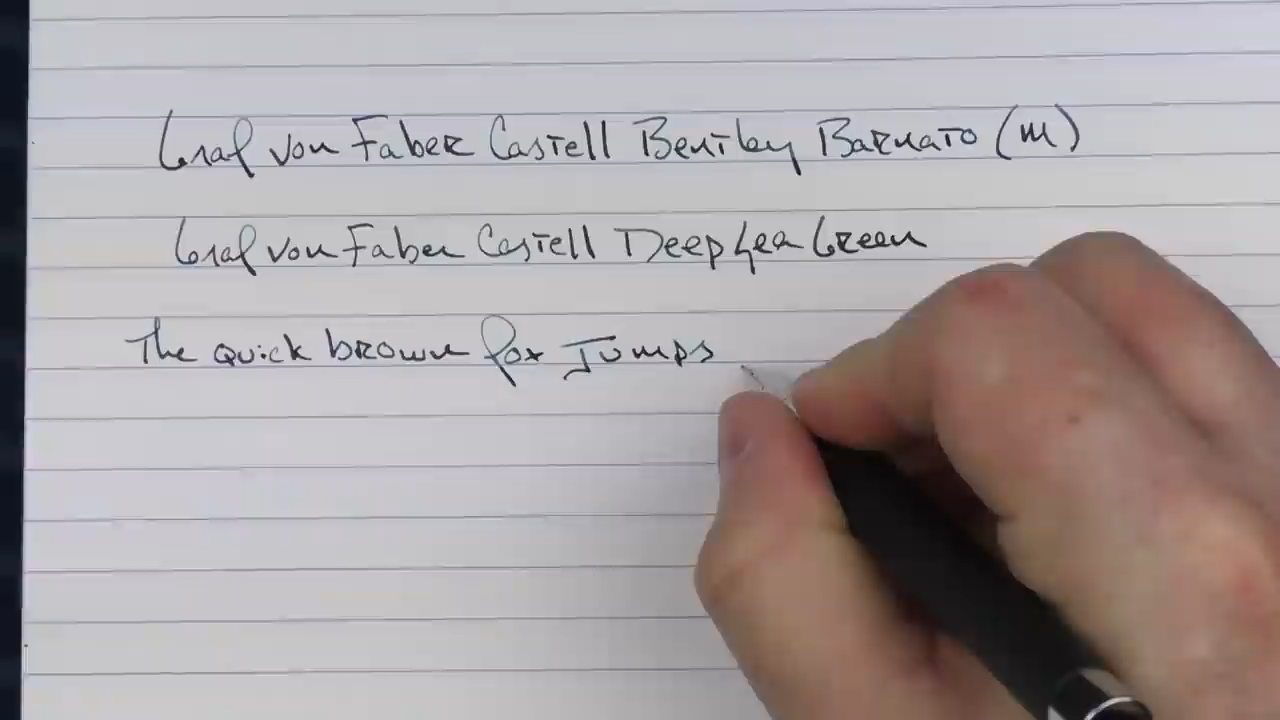 Graf von Faber Castell Bentley Barnato (M)
Graf von Faber Castell Deep Sea Green
The quick brown fox Jumps